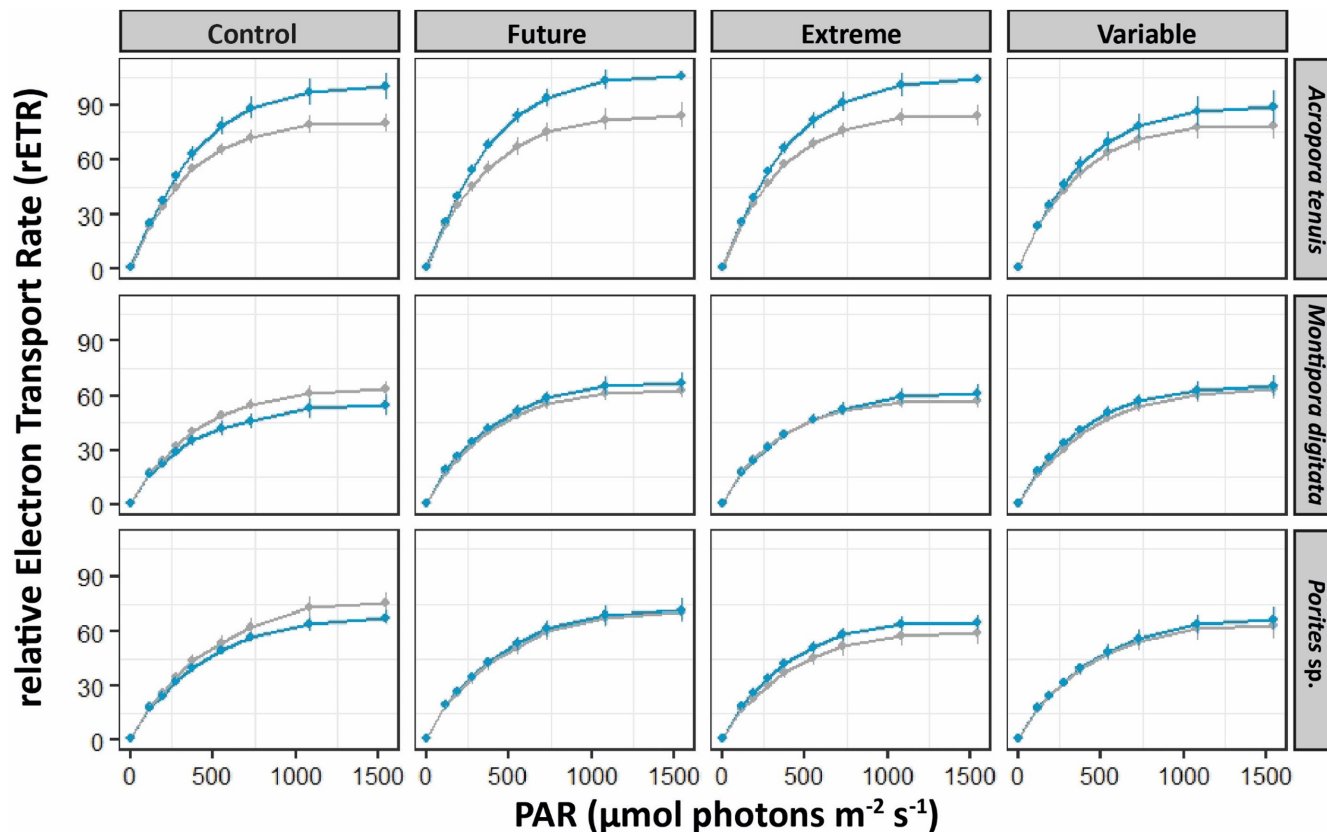 Control Future Extreme Variable
relative Electron Transport Rate (rETR)
90
60
30
0
Acropora tenuis
90
60
30
0
Montipora digitata
90
60
30
0
Porites sp.
0 500 1000 1500 0 500 1000 1500 0 500 1000 1500 0 500 1000 1500
PAR (µmol photons m⁻² s⁻¹)